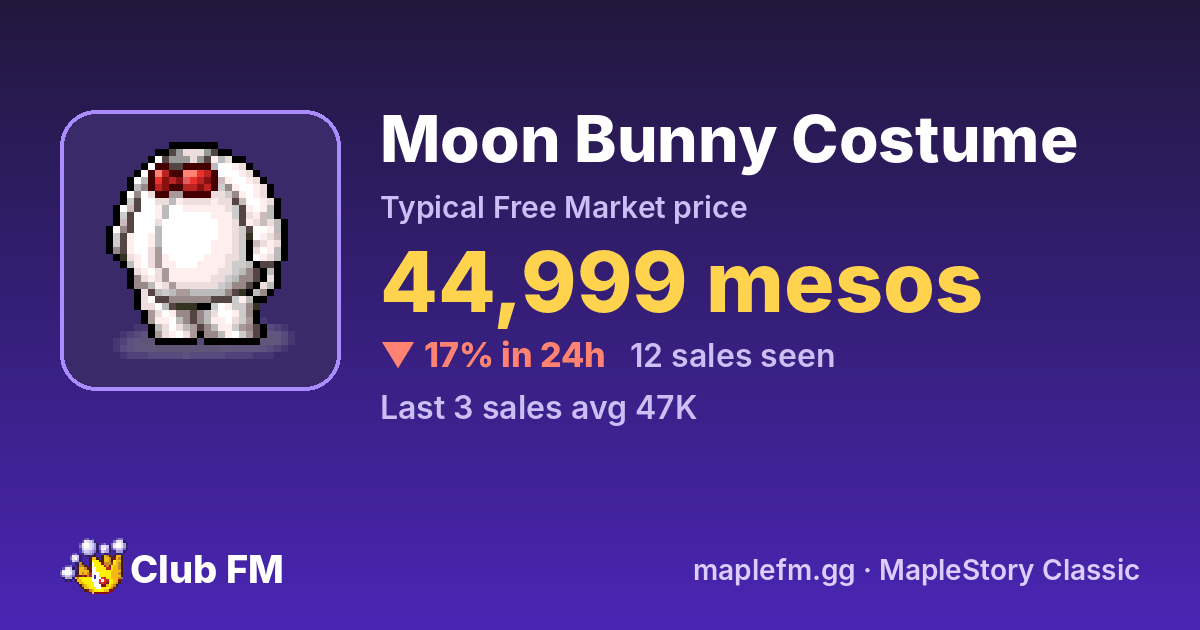 Moon Bunny Costume
Typical Free Market price
44,999 mesos
▼ 17% in 24h 12 sales seen
Last 3 sales avg 47K
Club FM
maplefm.gg · MapleStory Classic